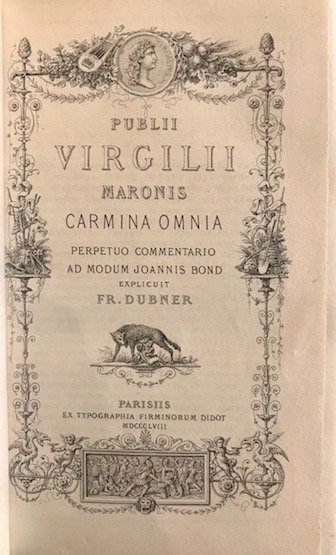 PUBLII
VIRGILII
MARONIS
CARMINA OMNIA
PERPETUO COMMENTARIO
AD MODUM JOANNIS BOND
EXPLICUIT
FR. DUBNER
PARISIIS
EX TYPOGRAPHIA FIRMINORUM DIDOT
MDCCCLVIII